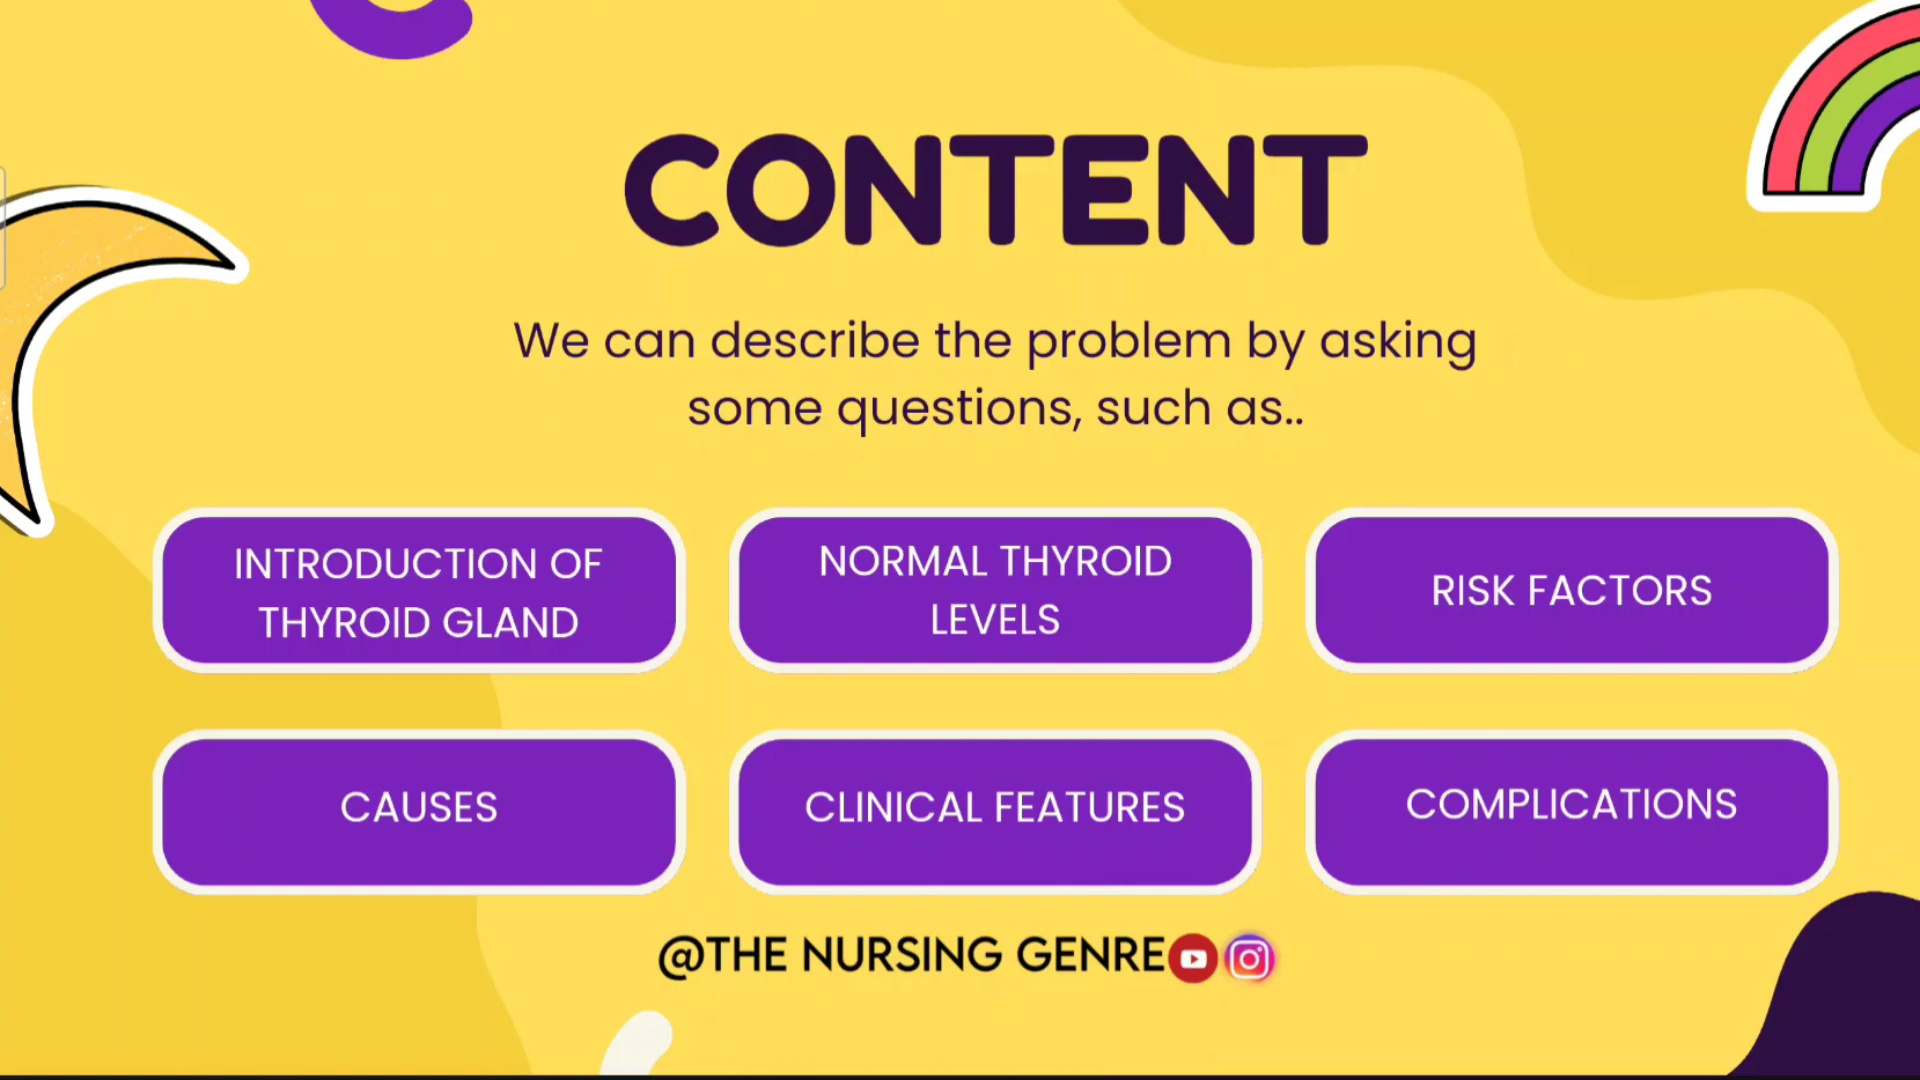 CONTENT
We can describe the problem by asking
some questions, such as..
INTRODUCTION OF
THYROID GLAND
NORMAL THYROID
LEVELS
RISK FACTORS
CAUSES
CLINICAL FEATURES
COMPLICATIONS
@THE NURSING GENRE